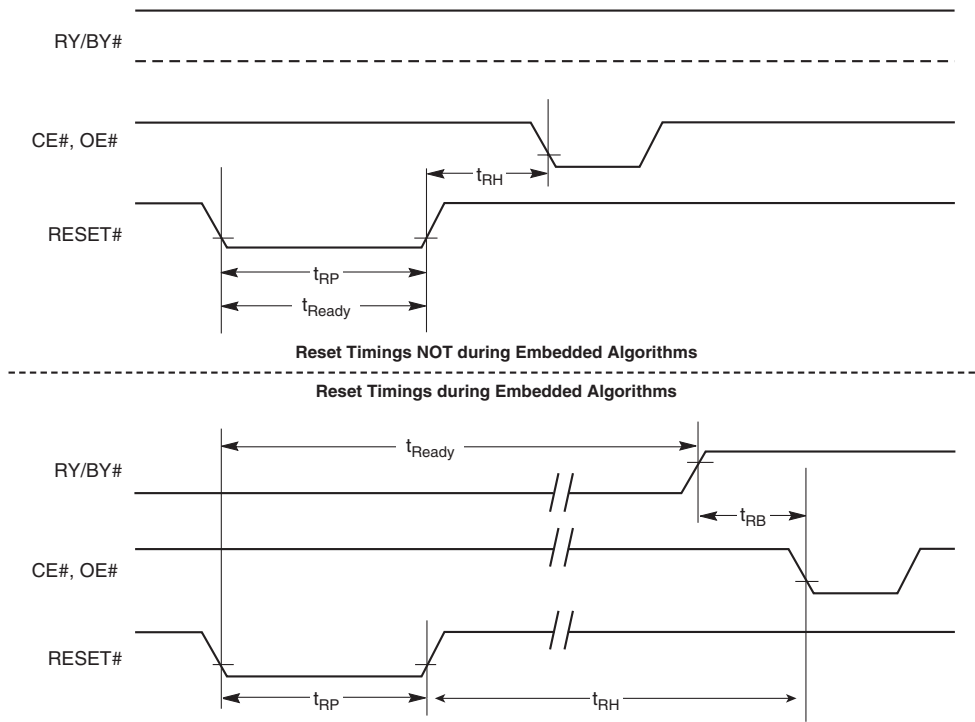 RY/BY#
CE#, OE#
tRH
RESET#
tRP
tReady
Reset Timings NOT during Embedded Algorithms
Reset Timings during Embedded Algorithms
tReady
RY/BY#
tRB
CE#, OE#
RESET#
tRP
tRH